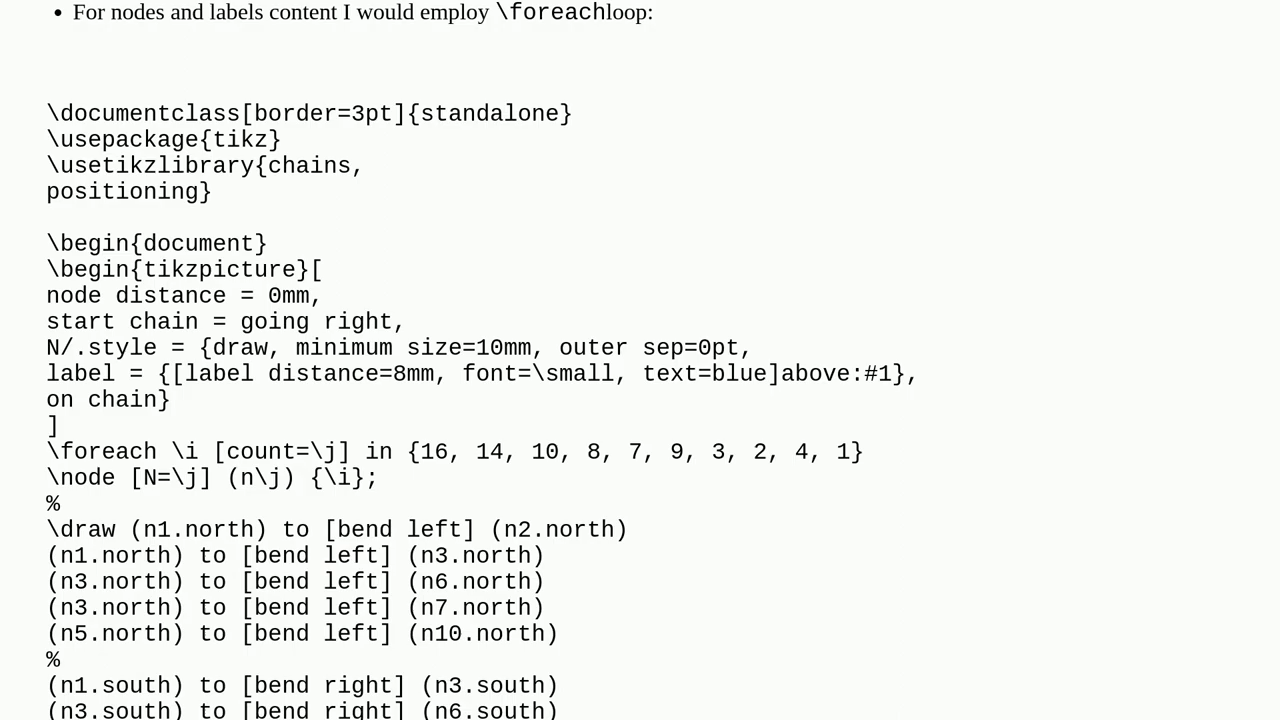 • For nodes and labels content I would employ \foreachloop:
\documentclass[border=3pt]{standalone}
\usepackage{tikz}
\usetikzlibrary{chains,
positioning}
\begin{document}
\begin{tikzpicture}[
node distance = 0mm,
start chain = going right,
N/.style = {draw, minimum size=10mm, outer sep=0pt,
label = {[label distance=8mm, font=\small, text=blue]above:#1},
on chain}
]
\foreach \i [count=\j] in {16, 14, 10, 8, 7, 9, 3, 2, 4, 1}
\node [N=\j] (n\j) {\i};
%
\draw (n1.north) to [bend left] (n2.north)
(n1.north) to [bend left] (n3.north)
(n3.north) to [bend left] (n6.north)
(n3.north) to [bend left] (n7.north)
(n5.north) to [bend left] (n10.north)
%
(n1.south) to [bend right] (n3.south)
(n3.south) to [bend right] (n6.south)